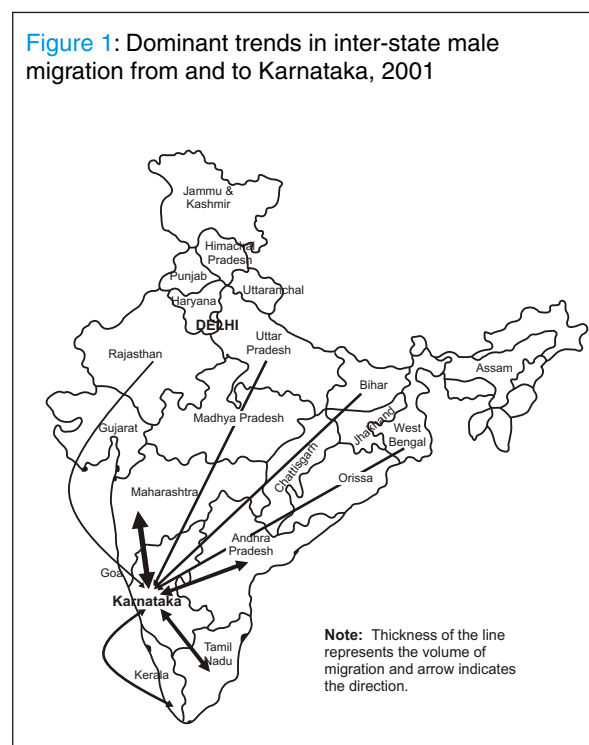 Figure 1: Dominant trends in inter-state male
migration from and to Karnataka, 2001
Jammu &
Kashmir
Himachal
Pradesh
Punjab
Uttaranchal
Haryana
DELHI
Rajasthan
Uttar
Pradesh
Bihar
Assam
Gujarat
Madhya Pradesh
Jhakhand
West
Bengal
Chattisgarh
Orissa
Maharashtra
Andhra
Pradesh
Goa
Karnataka
Tamil
Nadu
Kerala
Note: Thickness of the line
represents the volume of
migration and arrow indicates
the direction.